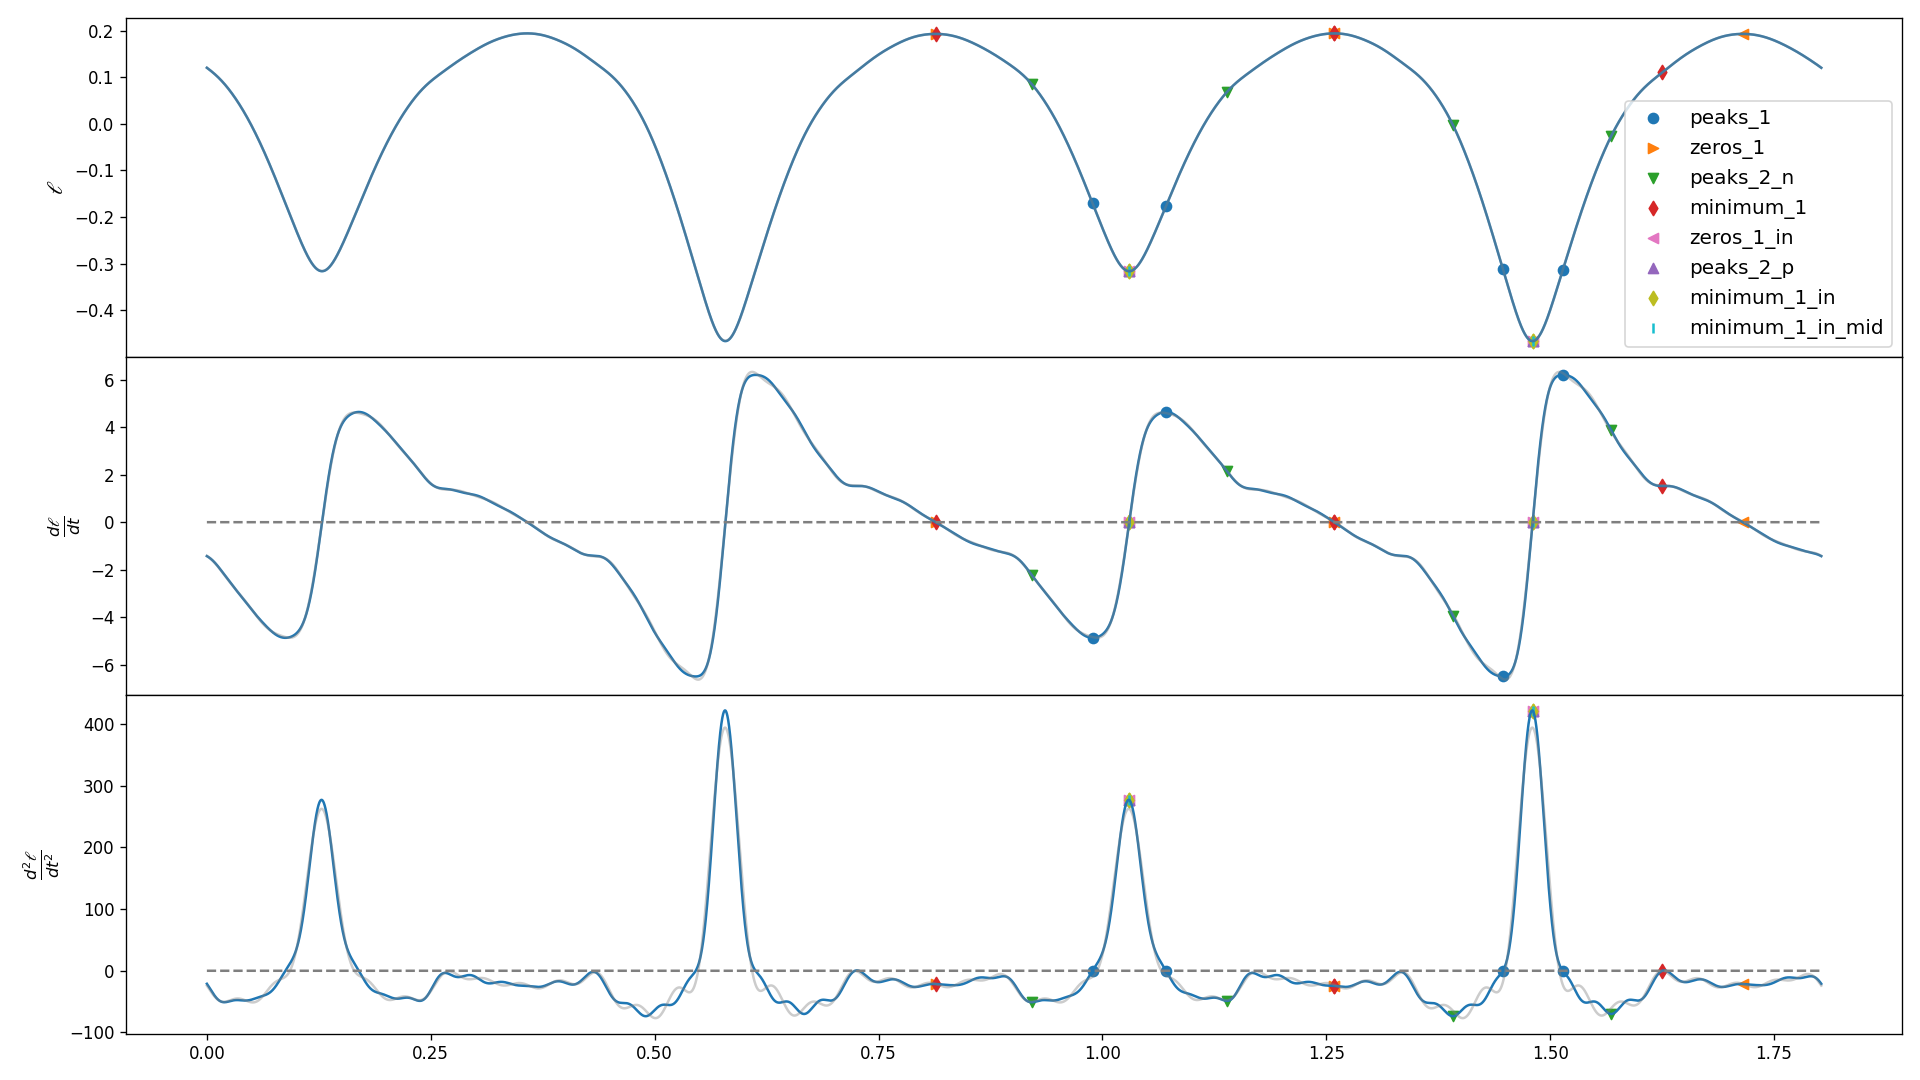 0.2
0.1
0.0
−0.1
−0.2
−0.3
−0.4
ℓ
peaks_1
zeros_1
peaks_2_n
minimum_1
zeros_1_in
peaks_2_p
minimum_1_in
minimum_1_in_mid
6
4
2
0
−2
−4
−6
dℓ
dt
400
300
200
100
0
−100
d²ℓ
dt²
0.00 0.25 0.50 0.75 1.00 1.25 1.50 1.75